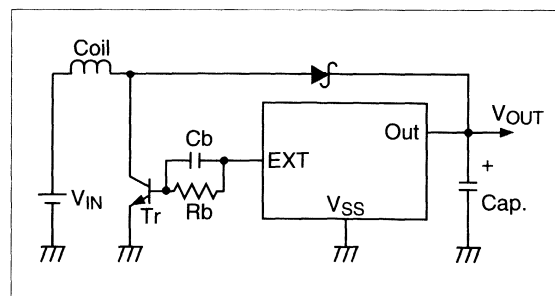 Coil
VOUT
Out
Cb
EXT
+
VIN
Tr
Rb
VSS
Cap.